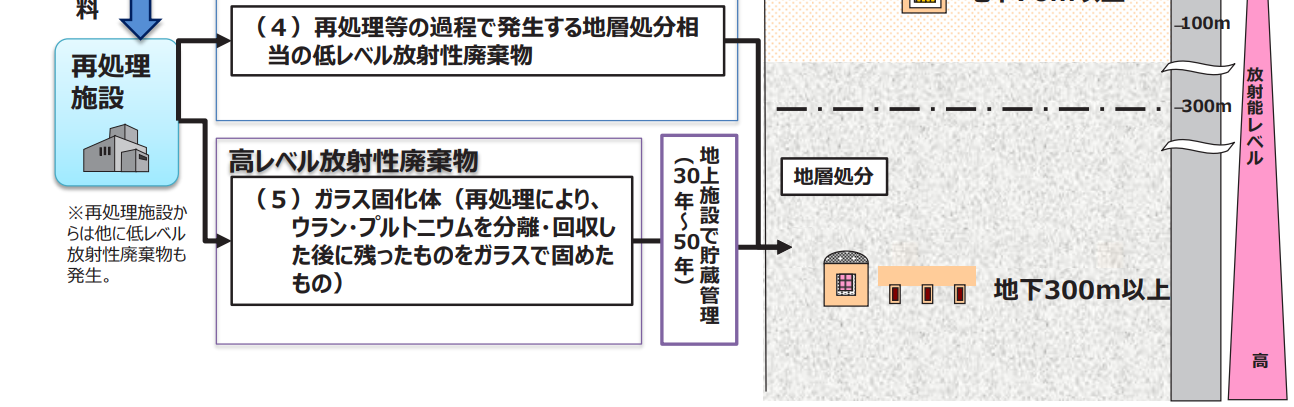 料
再処理
施設
※再処理施設か
らは他に低レベル
放射性廃棄物も
発生。
（４）再処理等の過程で発生する地層処分相
当の低レベル放射性廃棄物
高レベル放射性廃棄物
（５）ガラス固化体（再処理により、
ウラン・プルトニウムを分離・回収し
た後に残ったものをガラスで固めた
もの）
地上施設で貯蔵管理
（30年～50年）
地層処分
地下300m以上
100m
300m
放射能レベル
高